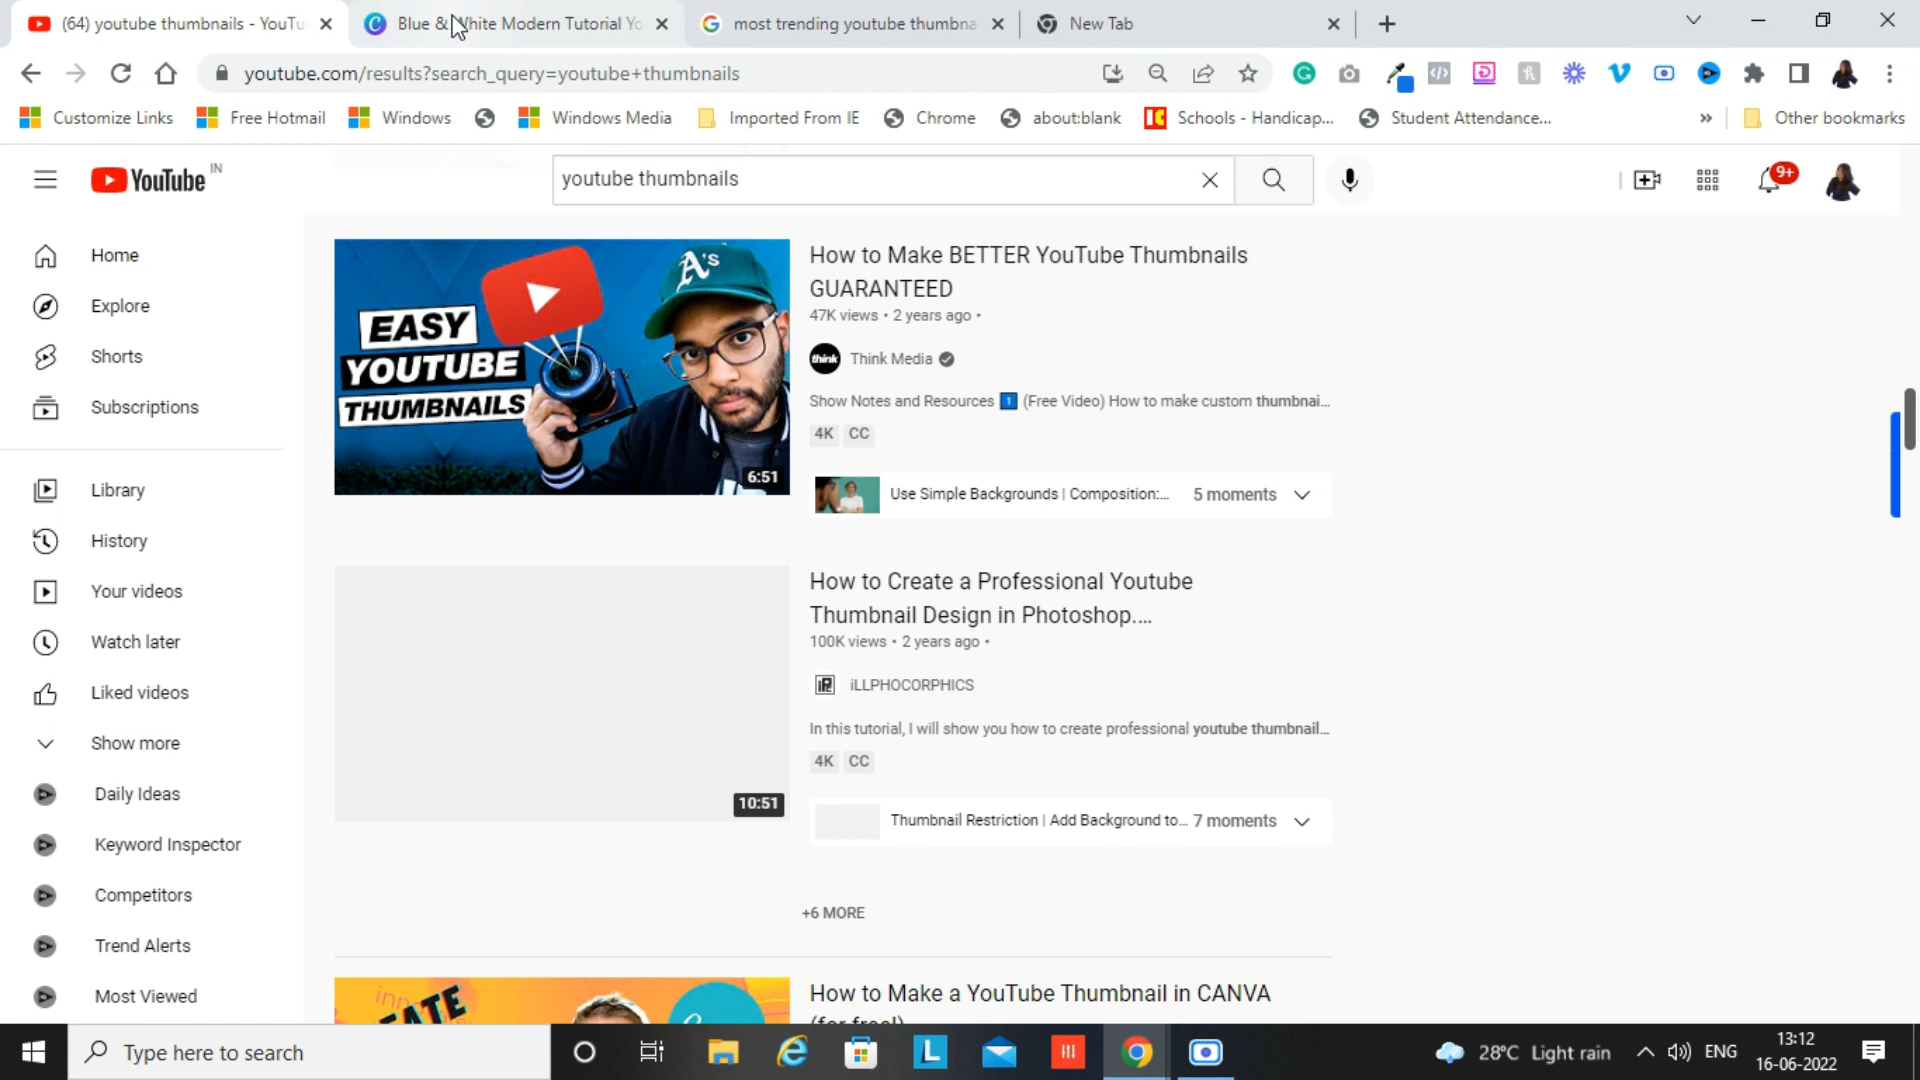 (64) youtube thumbnails - YouTu
Blue & White Modern Tutorial Yo
most trending youtube thumbna
New Tab
youtube.com/results?search_query=youtube+thumbnails
Customize Links
Free Hotmail
Windows
Windows Media
Imported From IE
Chrome
about:blank
Schools - Handicap...
Student Attendance...
Other bookmarks
YouTube IN
youtube thumbnails
9+
Home
Explore
Shorts
Subscriptions
Library
History
Your videos
Watch later
Liked videos
Show more
Daily Ideas
Keyword Inspector
Competitors
Trend Alerts
Most Viewed
A's
EASY
YOUTUBE
THUMBNAILS
6:51
How to Make BETTER YouTube Thumbnails
GUARANTEED
47K views • 2 years ago •
think
Think Media
Show Notes and Resources 1 (Free Video) How to make custom thumbnai...
4K CC
Use Simple Backgrounds | Composition:...
5 moments
10:51
How to Create a Professional Youtube
Thumbnail Design in Photoshop....
100K views • 2 years ago •
iLLPHOCORPHICS
In this tutorial, I will show you how to create professional youtube thumbnail...
4K CC
Thumbnail Restriction | Add Background to...
7 moments
+6 MORE
How to Make a YouTube Thumbnail in CANVA
(for free!)
Type here to search
28°C Light rain
ENG
13:12
16-06-2022